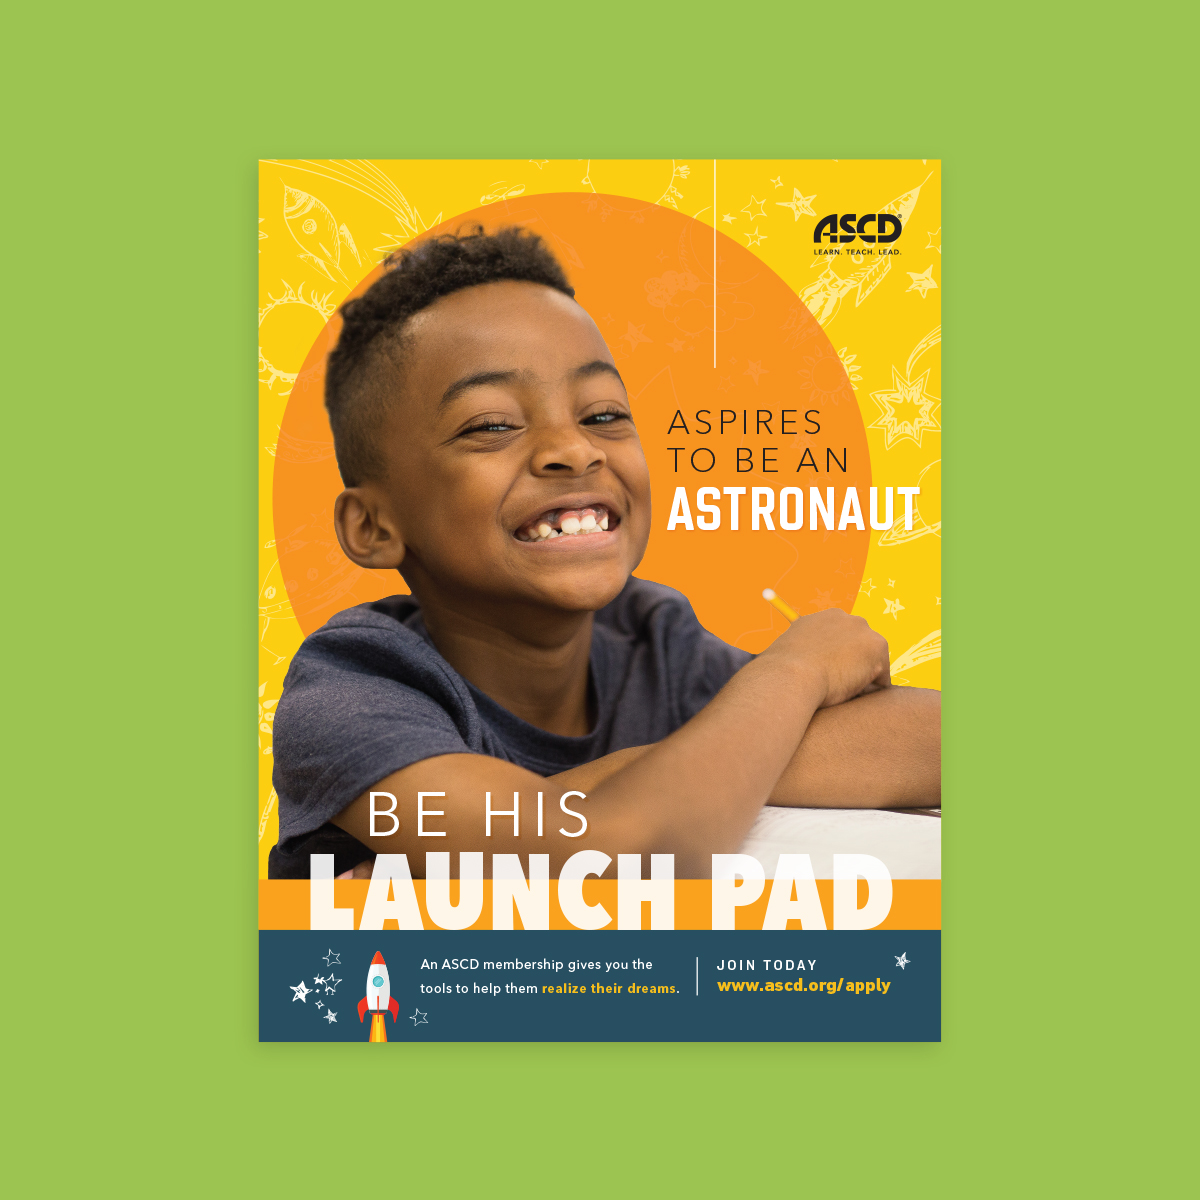 ASCD®
LEARN. TEACH. LEAD.
ASPIRES
TO BE AN
ASTRONAUT
BE HIS
LAUNCH PAD
An ASCD membership gives you the
tools to help them realize their dreams.
JOIN TODAY
www.ascd.org/apply